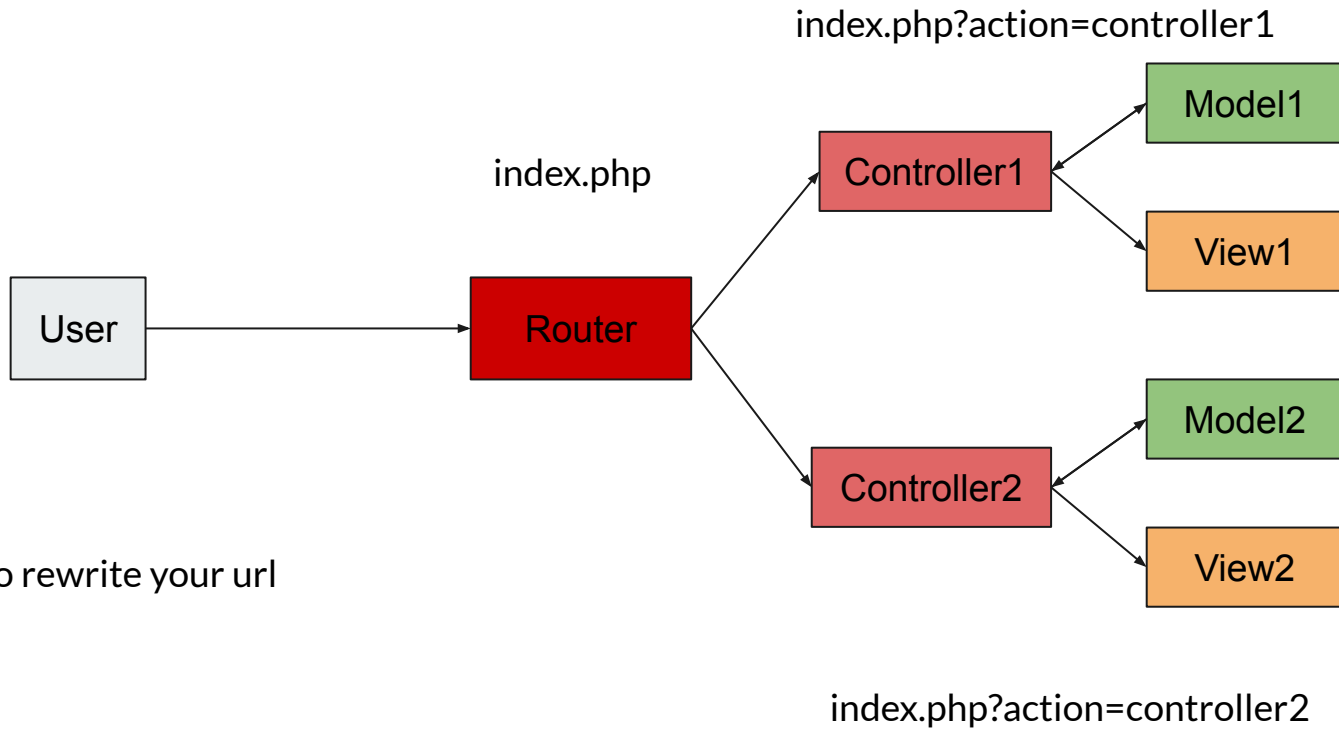 index.php?action=controller1
Model1
index.php
Controller1
View1
User
Router
Model2
Controller2
rewrite your url
View2
index.php?action=controller2